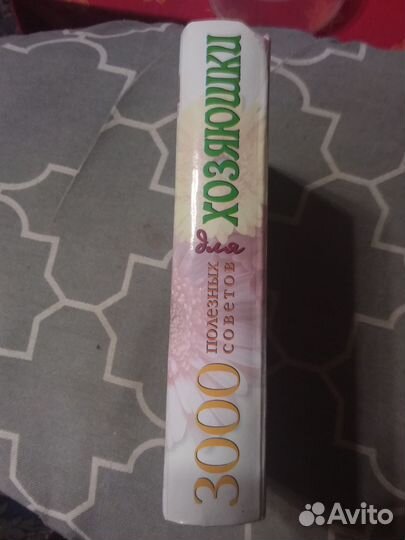 3000
полезных
советов
для
ХОЗЯЮШКИ
Avito